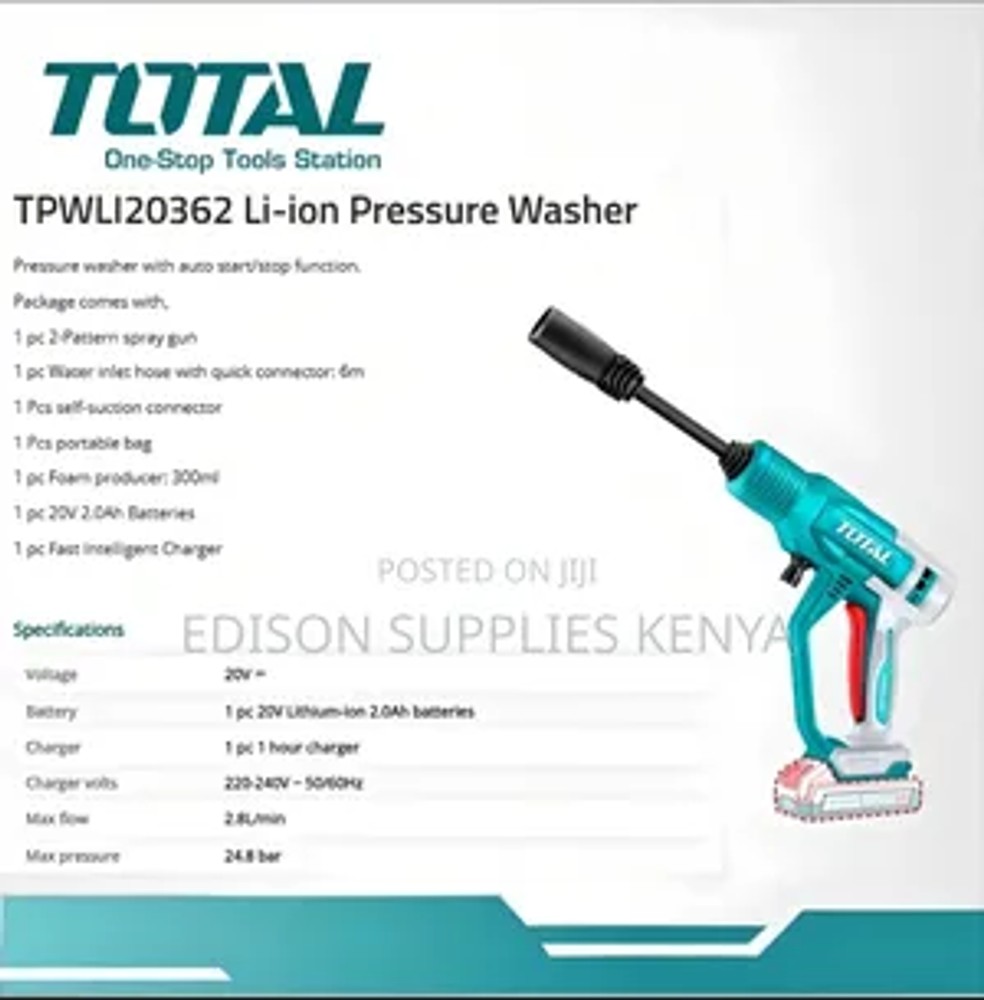 TOTAL
One-Stop Tools Station
TPWLI20362 Li-ion Pressure Washer
Pressure washer with auto start/stop function.
Package comes with,
1 pc 2-Pattern spray gun
1 pc Water inlet hose with quick connector: 6m
1 Pcs self-suction connector
1 Pcs portable bag
1 pc Foam producer: 300ml
1 pc 20V 2.0Ah Batteries
1 pc Fast Intelligent Charger
TOTAL
POSTED ON JIJI
EDISON SUPPLIES KENYA
Specifications
Voltage 20V ⎓
Battery 1 pc 20V Lithium-ion 2.0Ah batteries
Charger 1 pc 1 hour charger
Charger volts 220-240V ~ 50/60Hz
Max flow 2.8L/min
Max pressure 24.8 bar